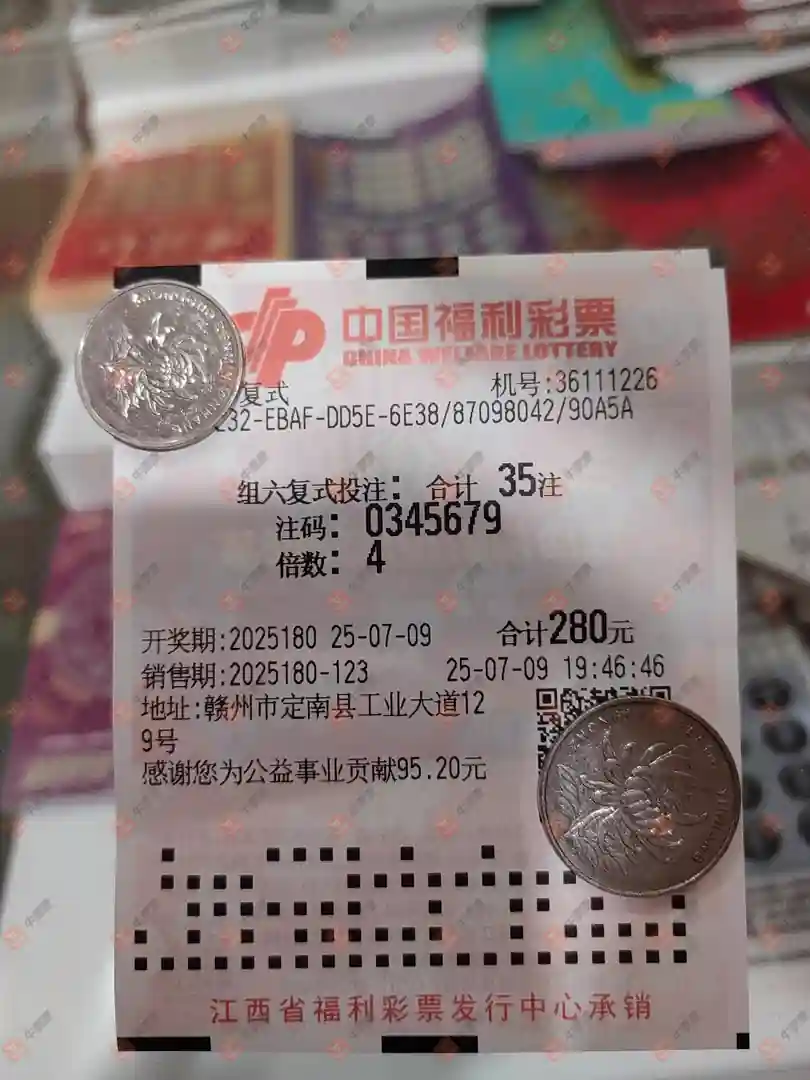 中国福利彩票
CHINA WELFARE LOTTERY
复式 机号:36111226
232-EBAF-DD5E-6E38/87098042/90A5A
组六复式投注: 合计 35注
注码: 0345679
倍数: 4
开奖期:2025180 25-07-09 合计280元
销售期:2025180-123 25-07-09 19:46:46
地址:赣州市定南县工业大道12
9号
感谢您为公益事业贡献95.20元
江西省福利彩票发行中心承销